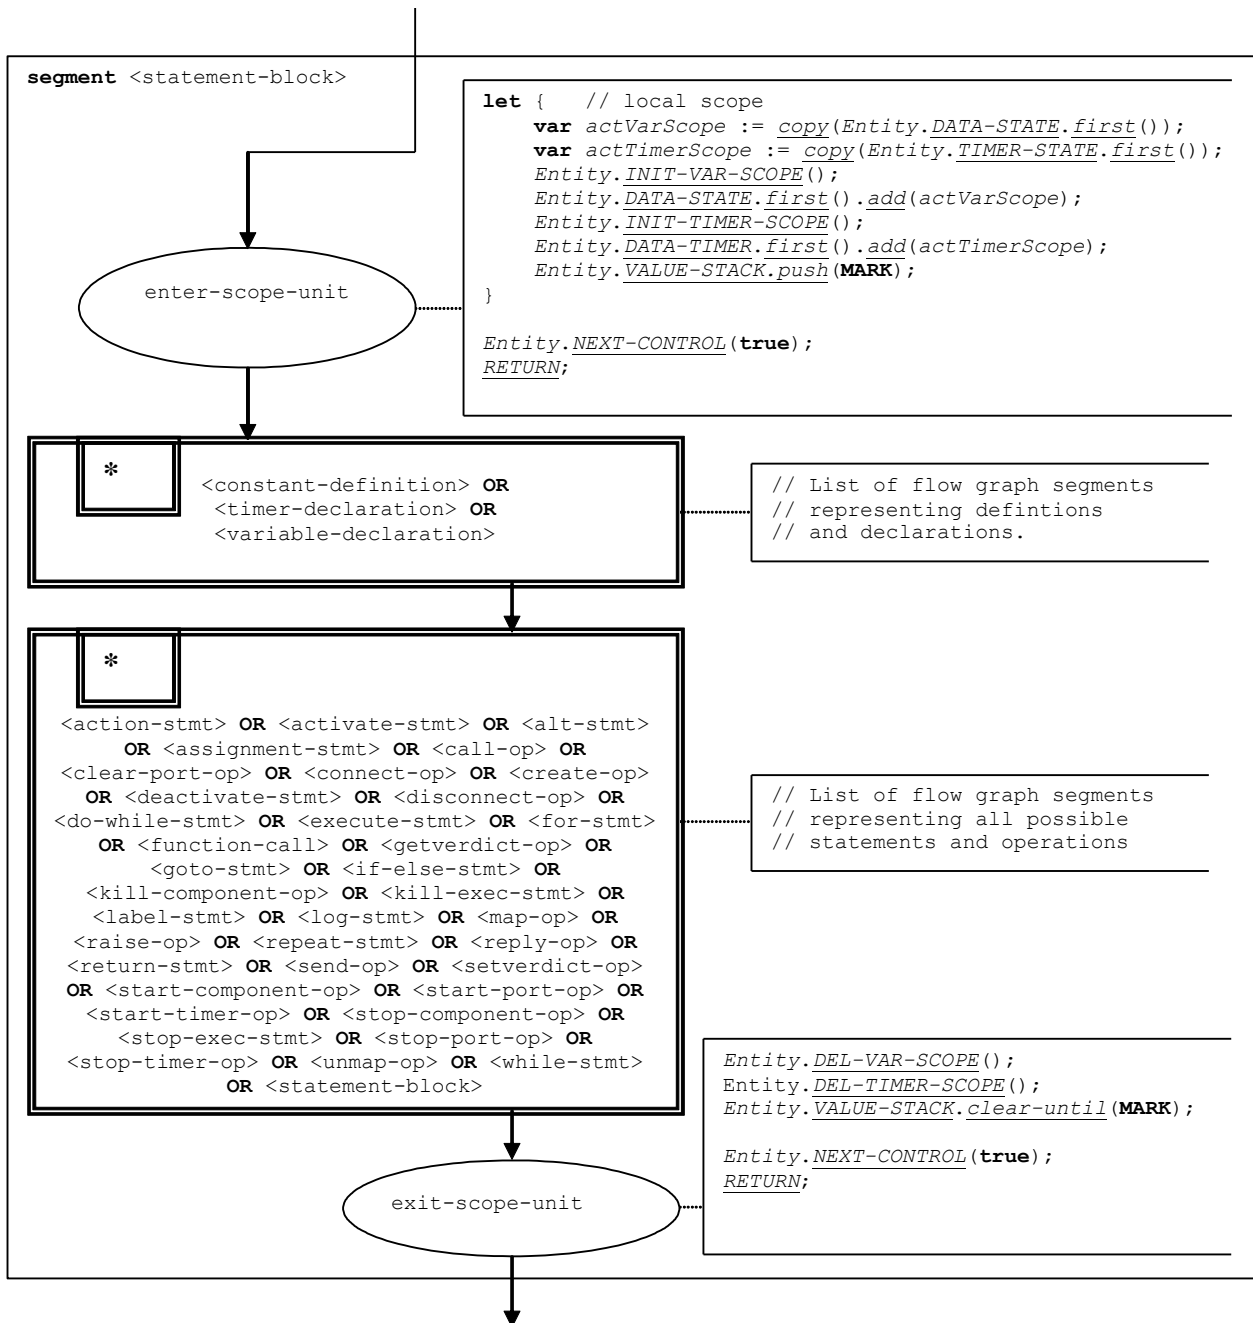 segment <statement-block>
let {   // local scope
    var actVarScope := copy(Entity.DATA-STATE.first());
    var actTimerScope := copy(Entity.TIMER-STATE.first());
    Entity.INIT-VAR-SCOPE();
    Entity.DATA-STATE.first().add(actVarScope);
    Entity.INIT-TIMER-SCOPE();
    Entity.DATA-TIMER.first().add(actTimerScope);
    Entity.VALUE-STACK.push(MARK);
}
Entity.NEXT-CONTROL(true);
RETURN;
enter-scope-unit
*
<constant-definition> OR
<timer-declaration> OR
<variable-declaration>
// List of flow graph segments
// representing defintions
// and declarations.
*
<action-stmt> OR <activate-stmt> OR <alt-stmt>
OR <assignment-stmt> OR <call-op> OR
<clear-port-op> OR <connect-op> OR <create-op>
OR <deactivate-stmt> OR <disconnect-op> OR
<do-while-stmt> OR <execute-stmt> OR <for-stmt>
OR <function-call> OR <getverdict-op> OR
<goto-stmt> OR <if-else-stmt> OR
<kill-component-op> OR <kill-exec-stmt> OR
<label-stmt> OR <log-stmt> OR <map-op> OR
<raise-op> OR <repeat-stmt> OR <reply-op> OR
<return-stmt> OR <send-op> OR <setverdict-op>
OR <start-component-op> OR <start-port-op> OR
<start-timer-op> OR <stop-component-op> OR
<stop-exec-stmt> OR <stop-port-op> OR
<stop-timer-op> OR <unmap-op> OR <while-stmt>
OR <statement-block>
// List of flow graph segments
// representing all possible
// statements and operations
Entity.DEL-VAR-SCOPE();
Entity.DEL-TIMER-SCOPE();
Entity.VALUE-STACK.clear-until(MARK);
Entity.NEXT-CONTROL(true);
RETURN;
exit-scope-unit